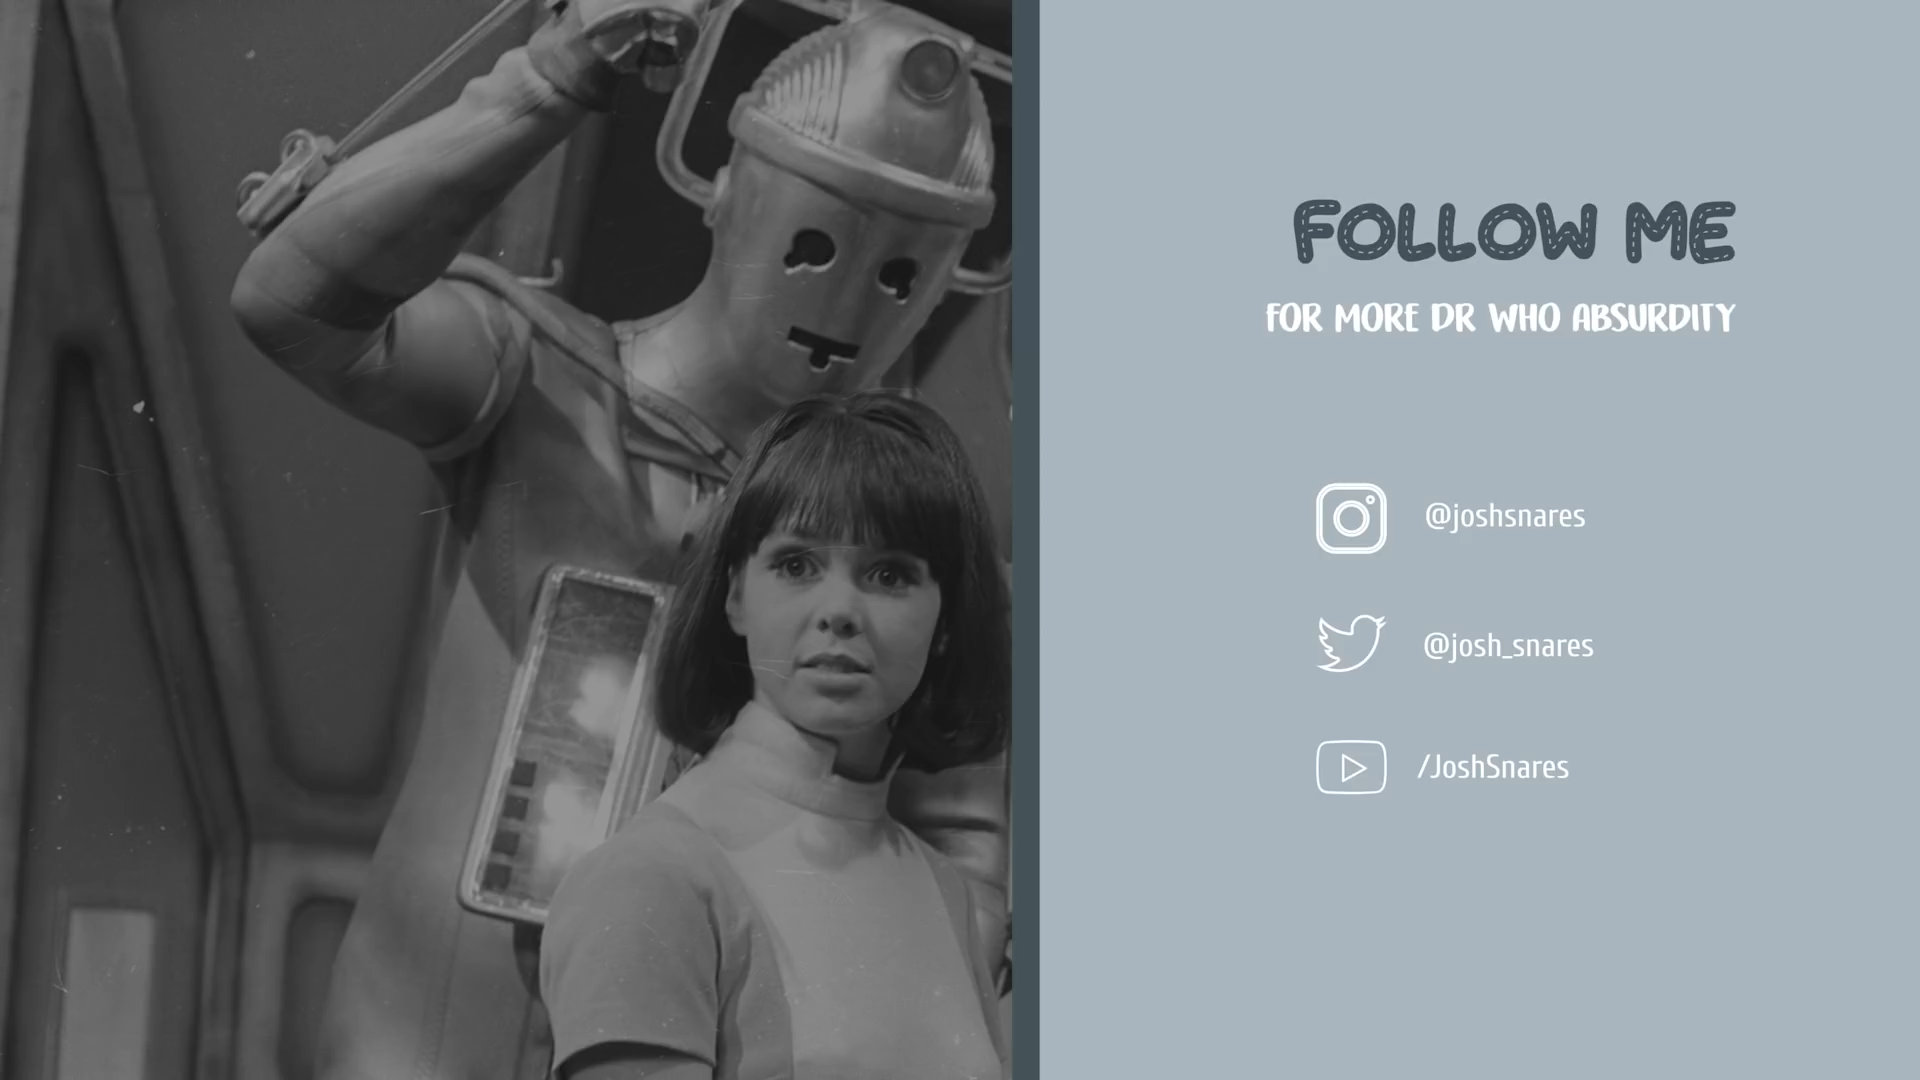 FOLLOW ME
FOR MORE DR WHO ABSURDITY
@joshsnares
@josh_snares
/JoshSnares